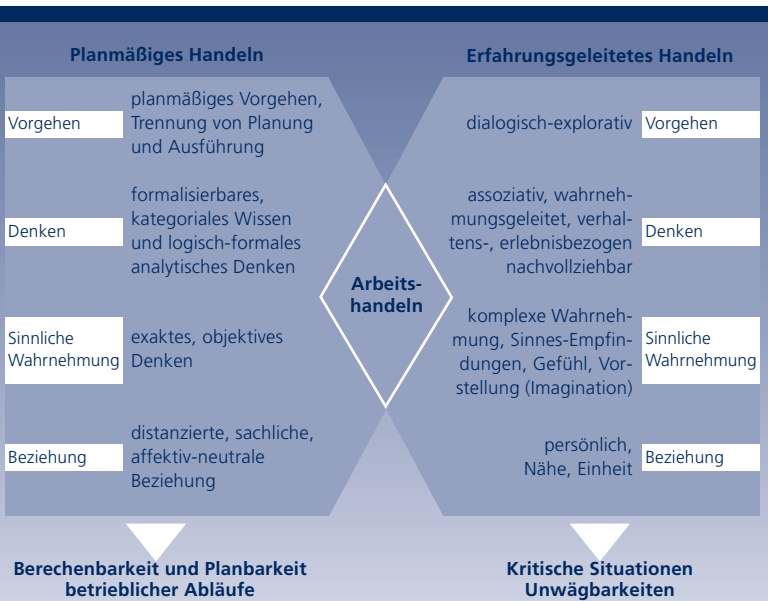 Planmäßiges Handeln
Vorgehen
planmäßiges Vorgehen,
Trennung von Planung
und Ausführung
Denken
formalisierbares,
kategoriales Wissen
und logisch-formales
analytisches Denken
Sinnliche
Wahrnehmung
exaktes, objektives
Denken
Beziehung
distanzierte, sachliche,
affektiv-neutrale
Beziehung
Berechenbarkeit und Planbarkeit
betrieblicher Abläufe
Arbeits-
handeln
Erfahrungsgeleitetes Handeln
dialogisch-explorativ
Vorgehen
assoziativ, wahrneh-
mungsgeleitet, verhal-
tens-, erlebnisbezogen
nachvollziehbar
Denken
komplexe Wahrneh-
mung, Sinnes-Empfin-
dungen, Gefühl, Vor-
stellung (Imagination)
Sinnliche
Wahrnehmung
persönlich,
Nähe, Einheit
Beziehung
Kritische Situationen
Unwägbarkeiten